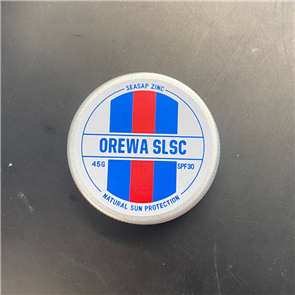 SEASAP ZINC
OREWA SLSC
45G SPF30
NATURAL SUN PROTECTION